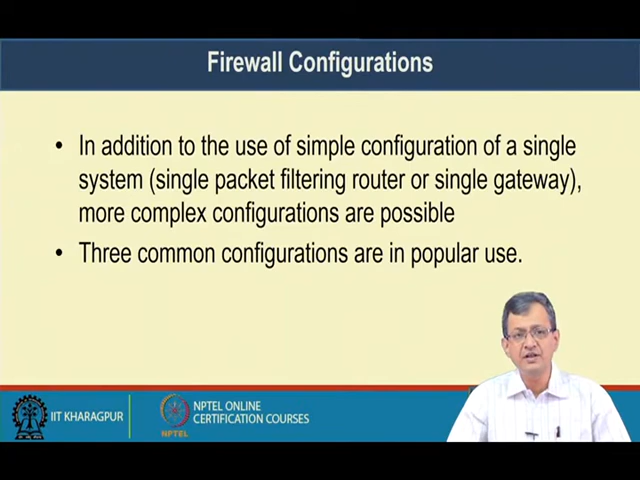 Firewall Configurations
• In addition to the use of simple configuration of a single
system (single packet filtering router or single gateway),
more complex configurations are possible
• Three common configurations are in popular use.
IIT KHARAGPUR
NPTEL ONLINE
CERTIFICATION COURSES
NPTEL